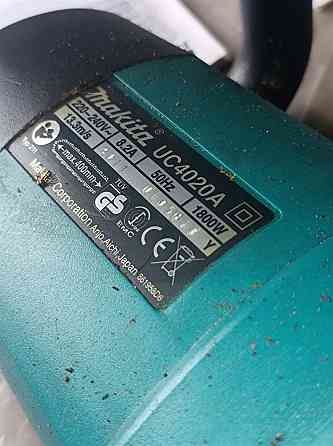 makita UC4020A
220-240V~ 8.2A 50Hz 1800W
13.3m/s
Y
max.400mm
TÜV
GS
CE
Makita Corporation Anjo,Aichi,Japan 861958D6